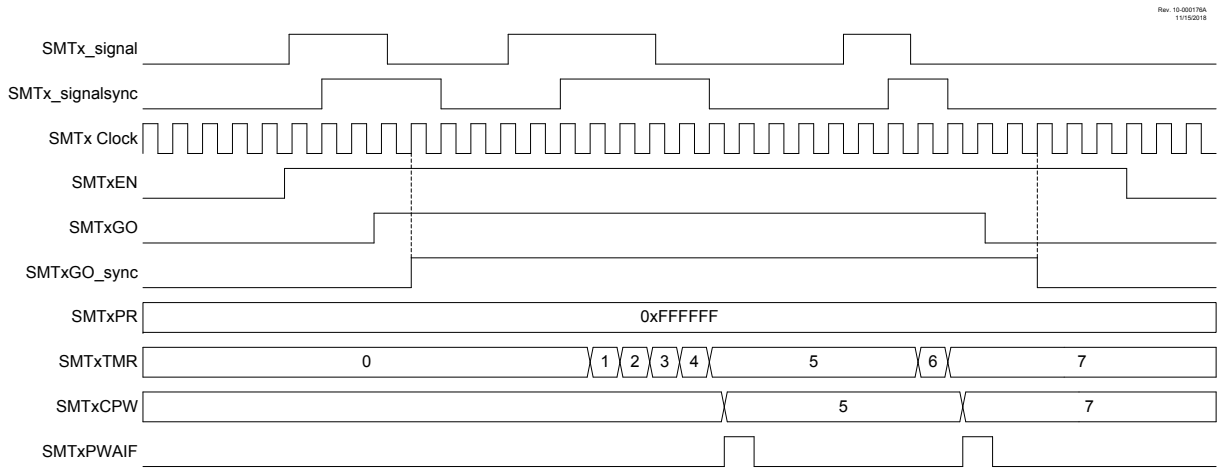 Rev. 10-000176A
11/15/2018
SMTx_signal
SMTx_signalsync
SMTx Clock
SMTxEN
SMTxGO
SMTxGO_sync
SMTxPR 0xFFFFFF
SMTxTMR 0 1 2 3 4 5 6 7
SMTxCPW 5 7
SMTxPWAIF